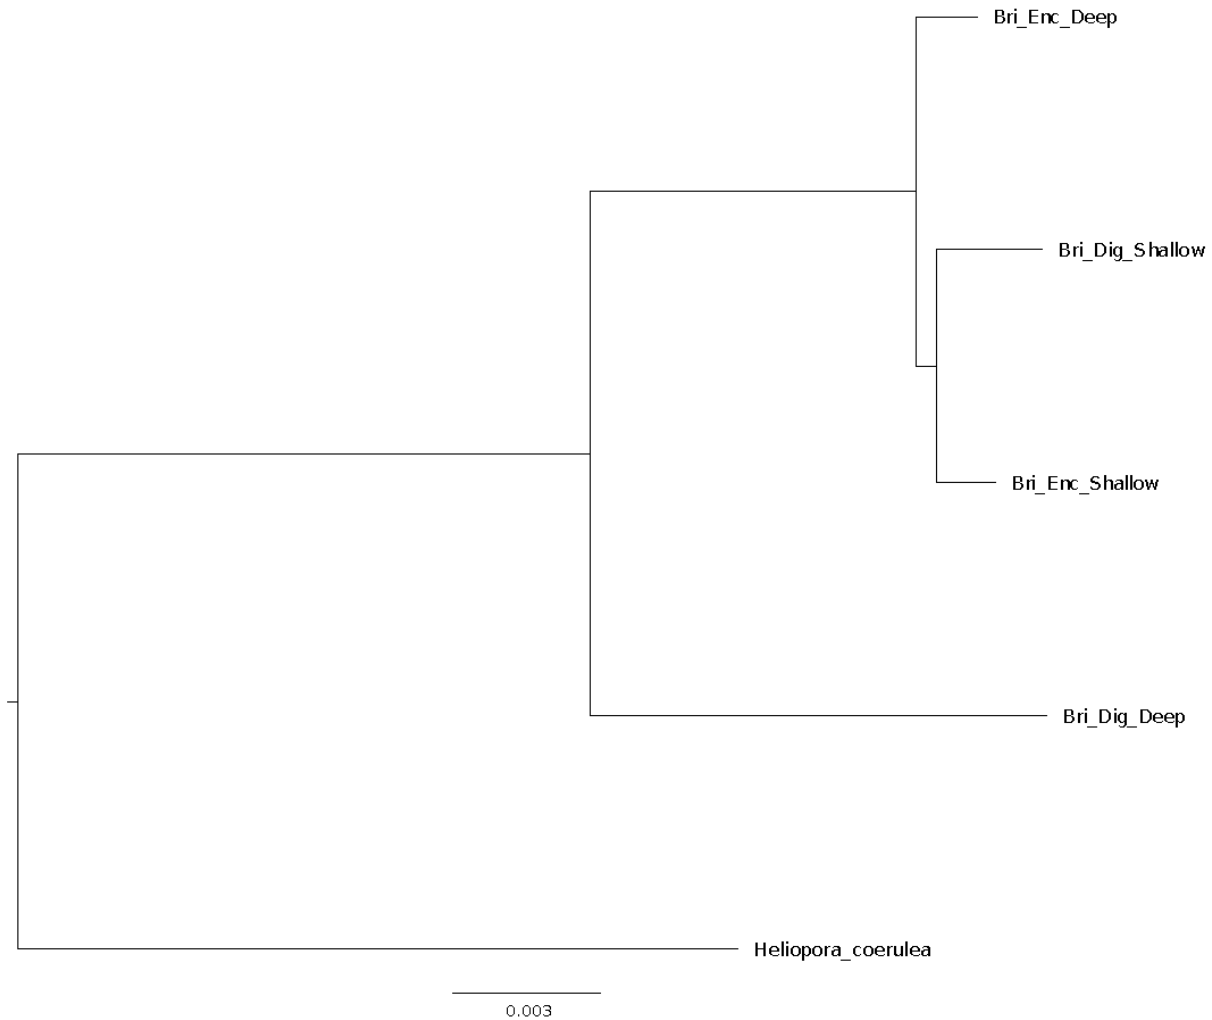 Bri_Enc_Deep
Bri_Dig_Shallow
Bri_Enc_Shallow
Bri_Dig_Deep
Heliopora_coerulea
0.003